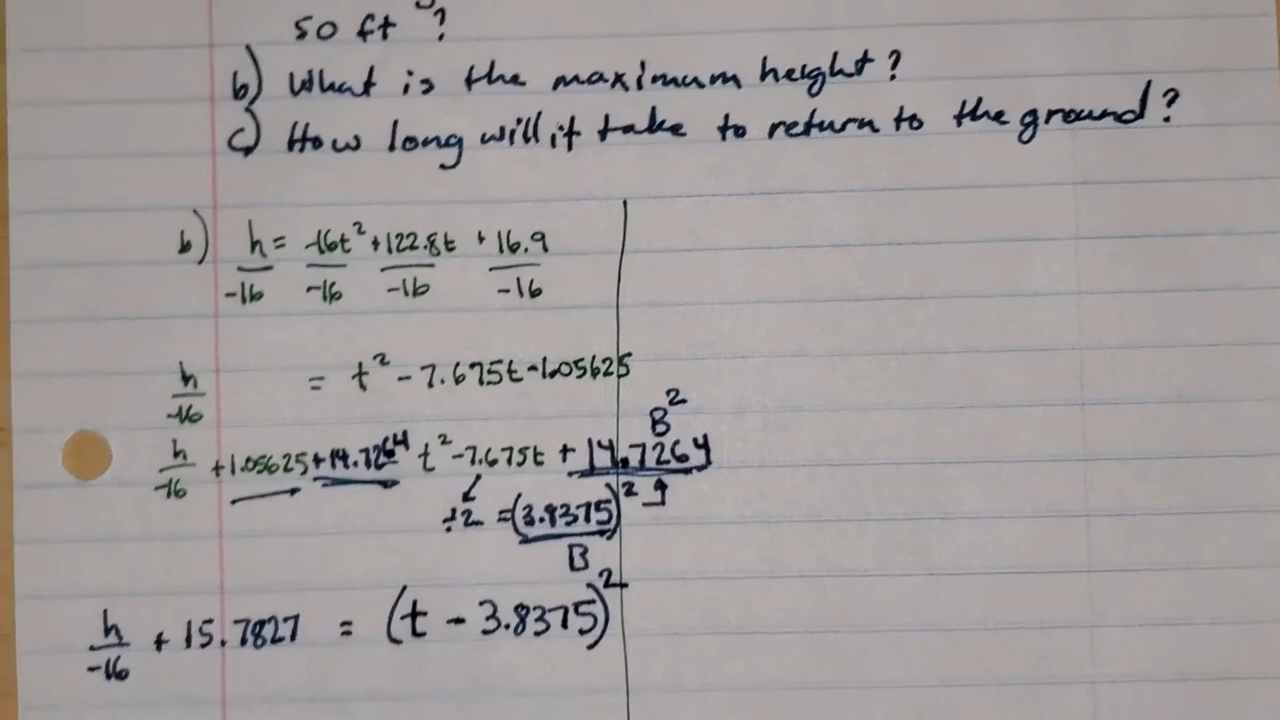 50 ft ?
b) What is the maximum height?
c) How long will it take to return to the ground?
b) h = -16t² + 122.8t + 16.9
-16 -16 -16 -16
h/-16 = t² - 7.675t - 1.05625
B²
h/-16 + 1.05625 + 14.7264 t² - 7.675t + 14.7264
÷2 = (3.8375)²
B
h/-16 + 15.7827 = (t - 3.8375)²